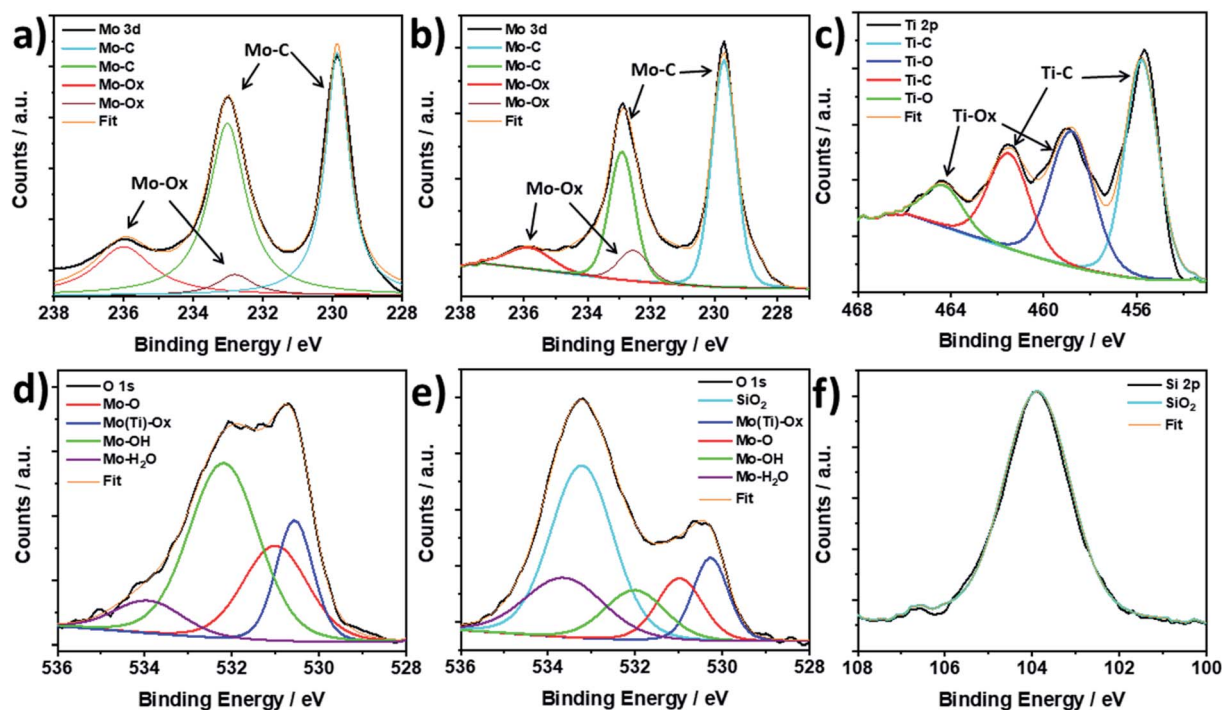 a)
Mo 3d
Mo-C
Mo-C
Mo-Ox
Mo-Ox
Fit
Mo-C
Mo-Ox
Counts / a.u.
238 236 234 232 230 228
Binding Energy / eV
b)
Mo 3d
Mo-C
Mo-C
Mo-Ox
Mo-Ox
Fit
Mo-C
Mo-Ox
Counts / a.u.
238 236 234 232 230 228
Binding Energy / eV
c)
Ti 2p
Ti-C
Ti-O
Ti-C
Ti-O
Fit
Ti-C
Ti-Ox
Counts / a.u.
468 464 460 456
Binding Energy / eV
d)
O 1s
Mo-O
Mo(Ti)-Ox
Mo-OH
Mo-H₂O
Fit
Counts / a.u.
536 534 532 530 528
Binding Energy / eV
e)
O 1s
SiO₂
Mo(Ti)-Ox
Mo-O
Mo-OH
Mo-H₂O
Fit
Counts / a.u.
536 534 532 530 528
Binding Energy / eV
f)
Si 2p
SiO₂
Fit
Counts / a.u.
108 106 104 102 100
Binding Energy / eV